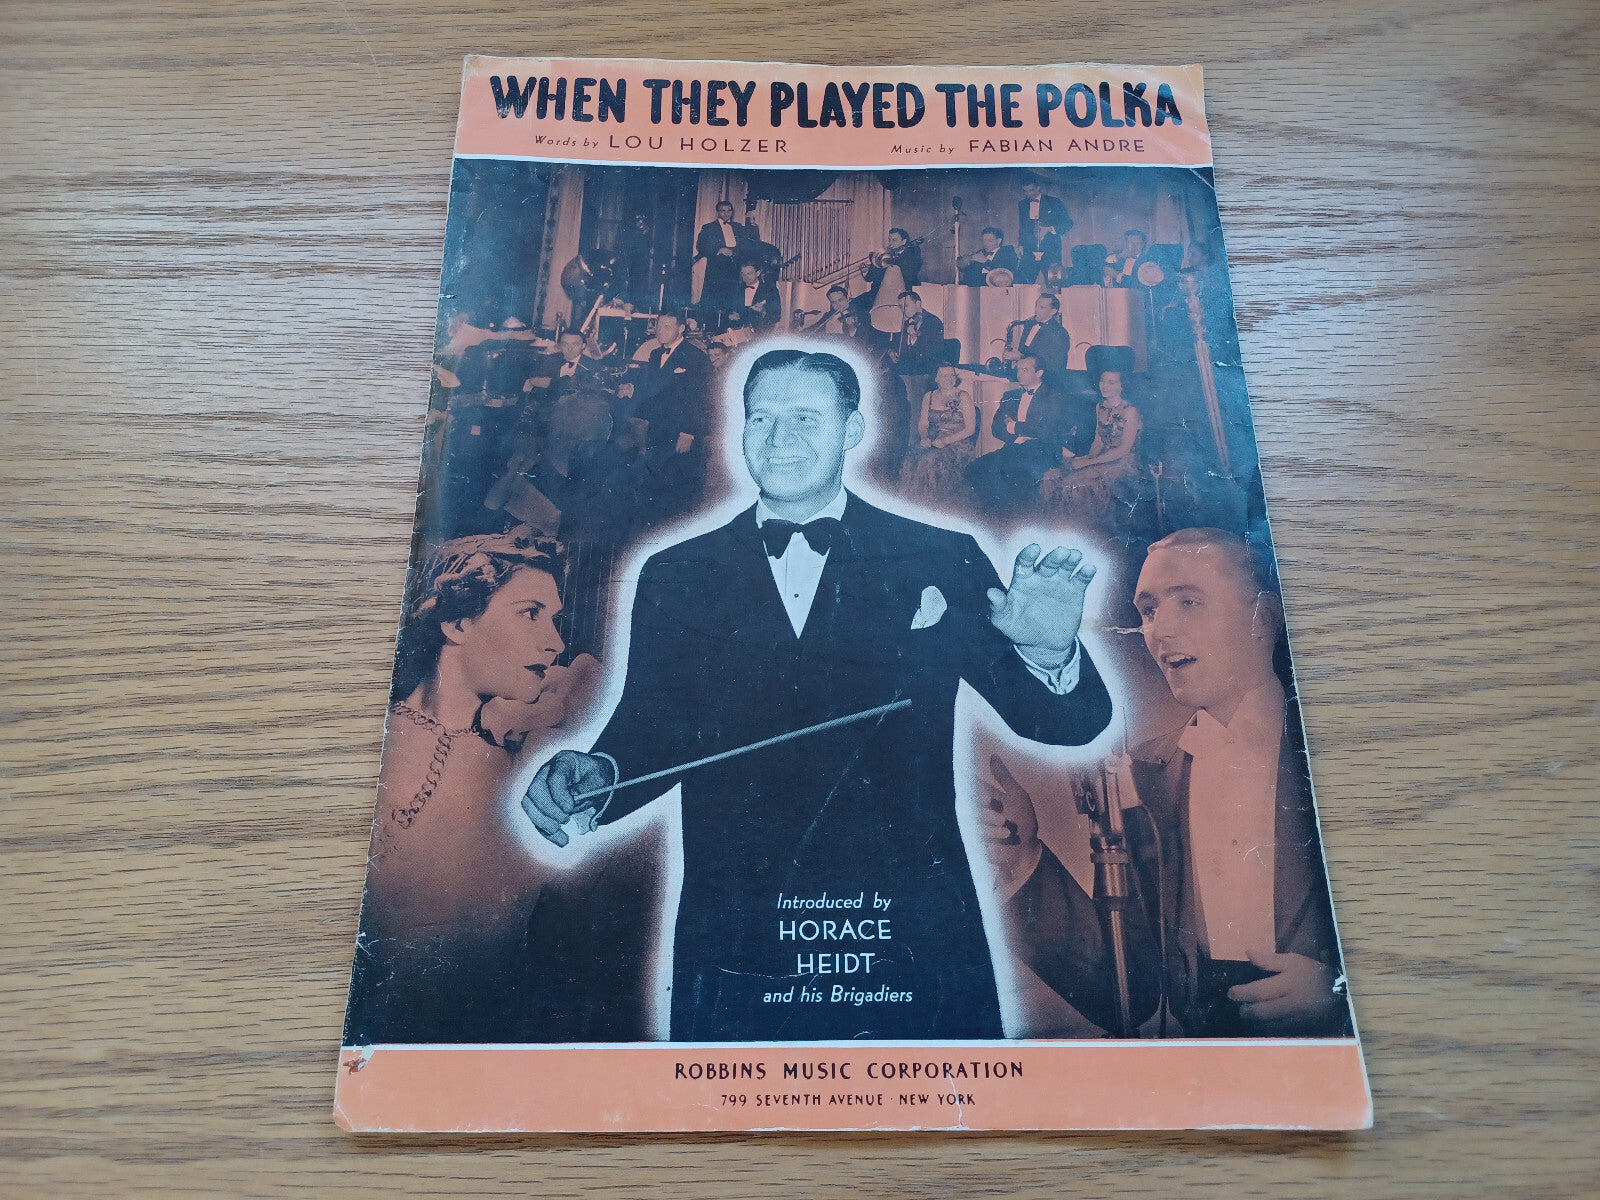 WHEN THEY PLAYED THE POLKA
Words by LOU HOLZER Music by FABIAN ANDRE
Introduced by
HORACE
HEIDT
and his Brigadiers
ROBBINS MUSIC CORPORATION
799 SEVENTH AVENUE · NEW YORK